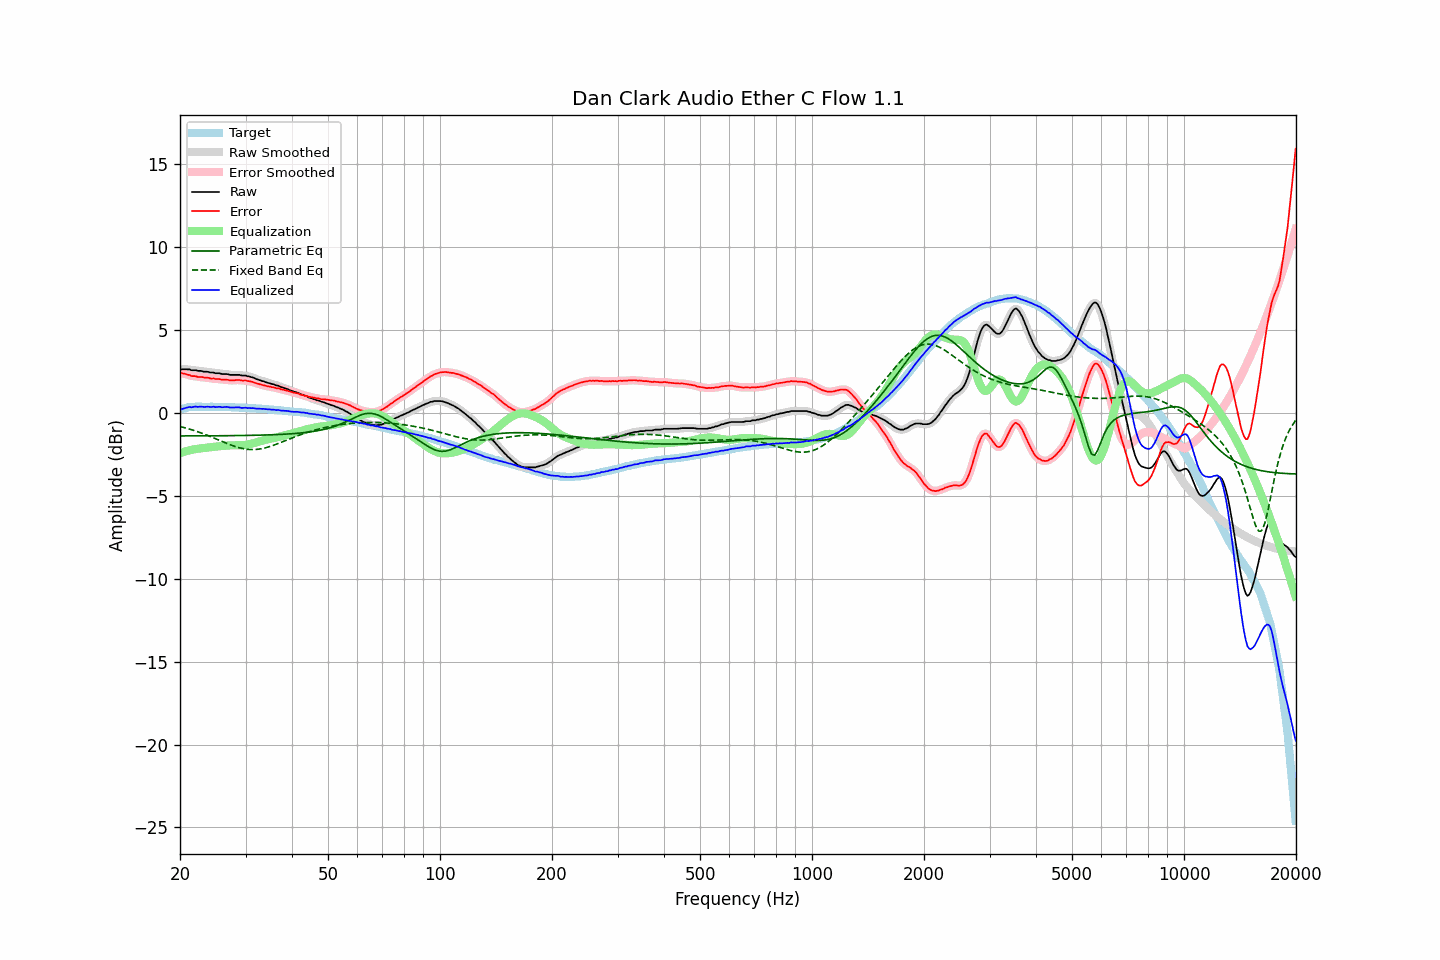 Dan Clark Audio Ether C Flow 1.1
Target
Raw Smoothed
Error Smoothed
Raw
Error
Equalization
Parametric Eq
Fixed Band Eq
Equalized
15
10
5
0
−5
−10
−15
−20
−25
Amplitude (dBr)
20
50
100
200
500
1000
2000
5000
10000
20000
Frequency (Hz)